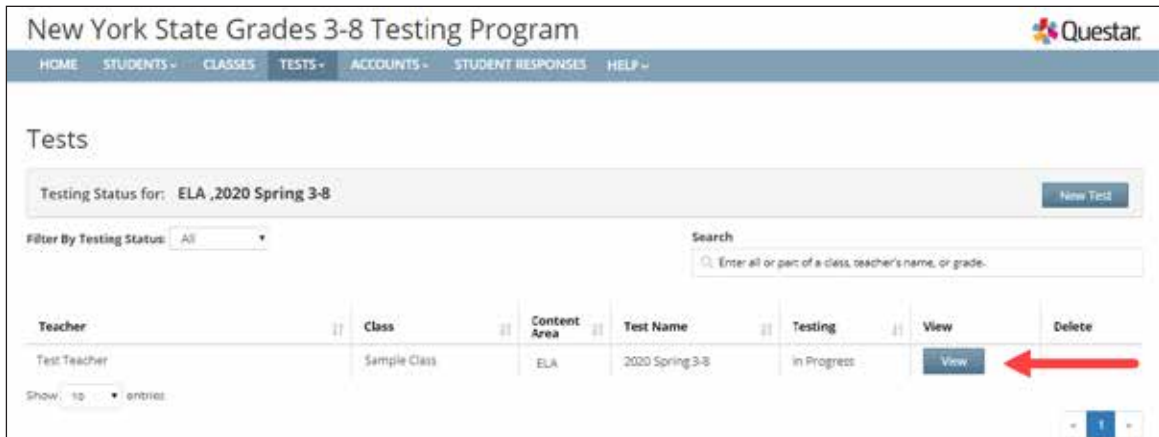 New York State Grades 3-8 Testing Program
Questar.
HOME STUDENTS CLASSES TESTS ACCOUNTS STUDENT RESPONSES HELP
Tests
Testing Status for: ELA ,2020 Spring 3-8
New Test
Filter By Testing Status: All
Search
Enter all or part of a class, teacher's name, or grade.
Teacher Class Content Area Test Name Testing View Delete
Test Teacher Sample Class ELA 2020 Spring 3-8 In Progress View
Show 10 entries
« 1 »